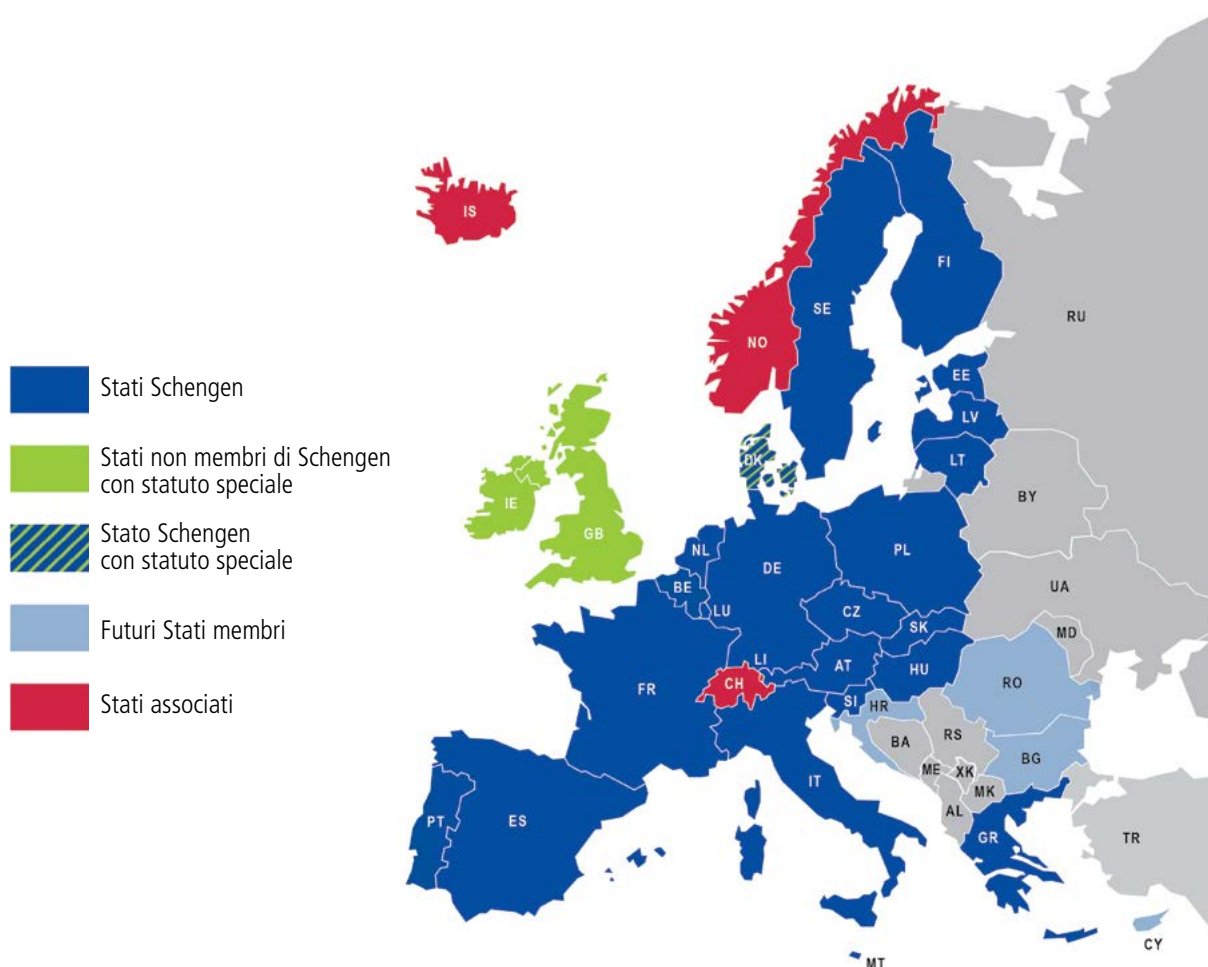 Stati Schengen
Stati non membri di Schengen
con statuto speciale
Stato Schengen
con statuto speciale
Futuri Stati membri
Stati associati
IS
FI
SE
NO
RU
EE
LV
LT
DK
BY
IE
GB
NL
PL
DE
BE
UA
LU
CZ
SK
MD
LI
AT
HU
FR
CH
RO
SI
HR
BA
RS
BG
IT
ME
XK
MK
AL
PT
ES
GR
TR
CY
MT